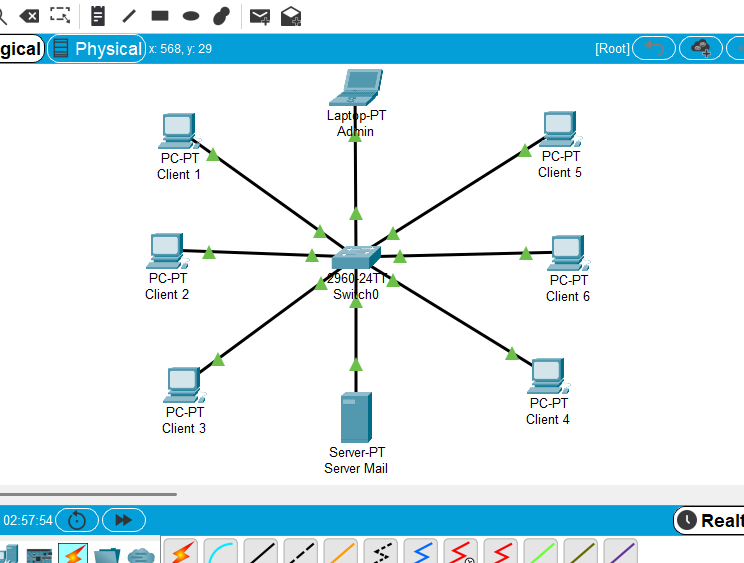 gical
Physical
x: 568, y: 29
[Root]
Laptop-PT
Admin
PC-PT
Client 1
PC-PT
Client 5
PC-PT
Client 2
2960-24TT
Switch0
PC-PT
Client 6
PC-PT
Client 3
PC-PT
Client 4
Server-PT
Server Mail
02:57:54
Realt